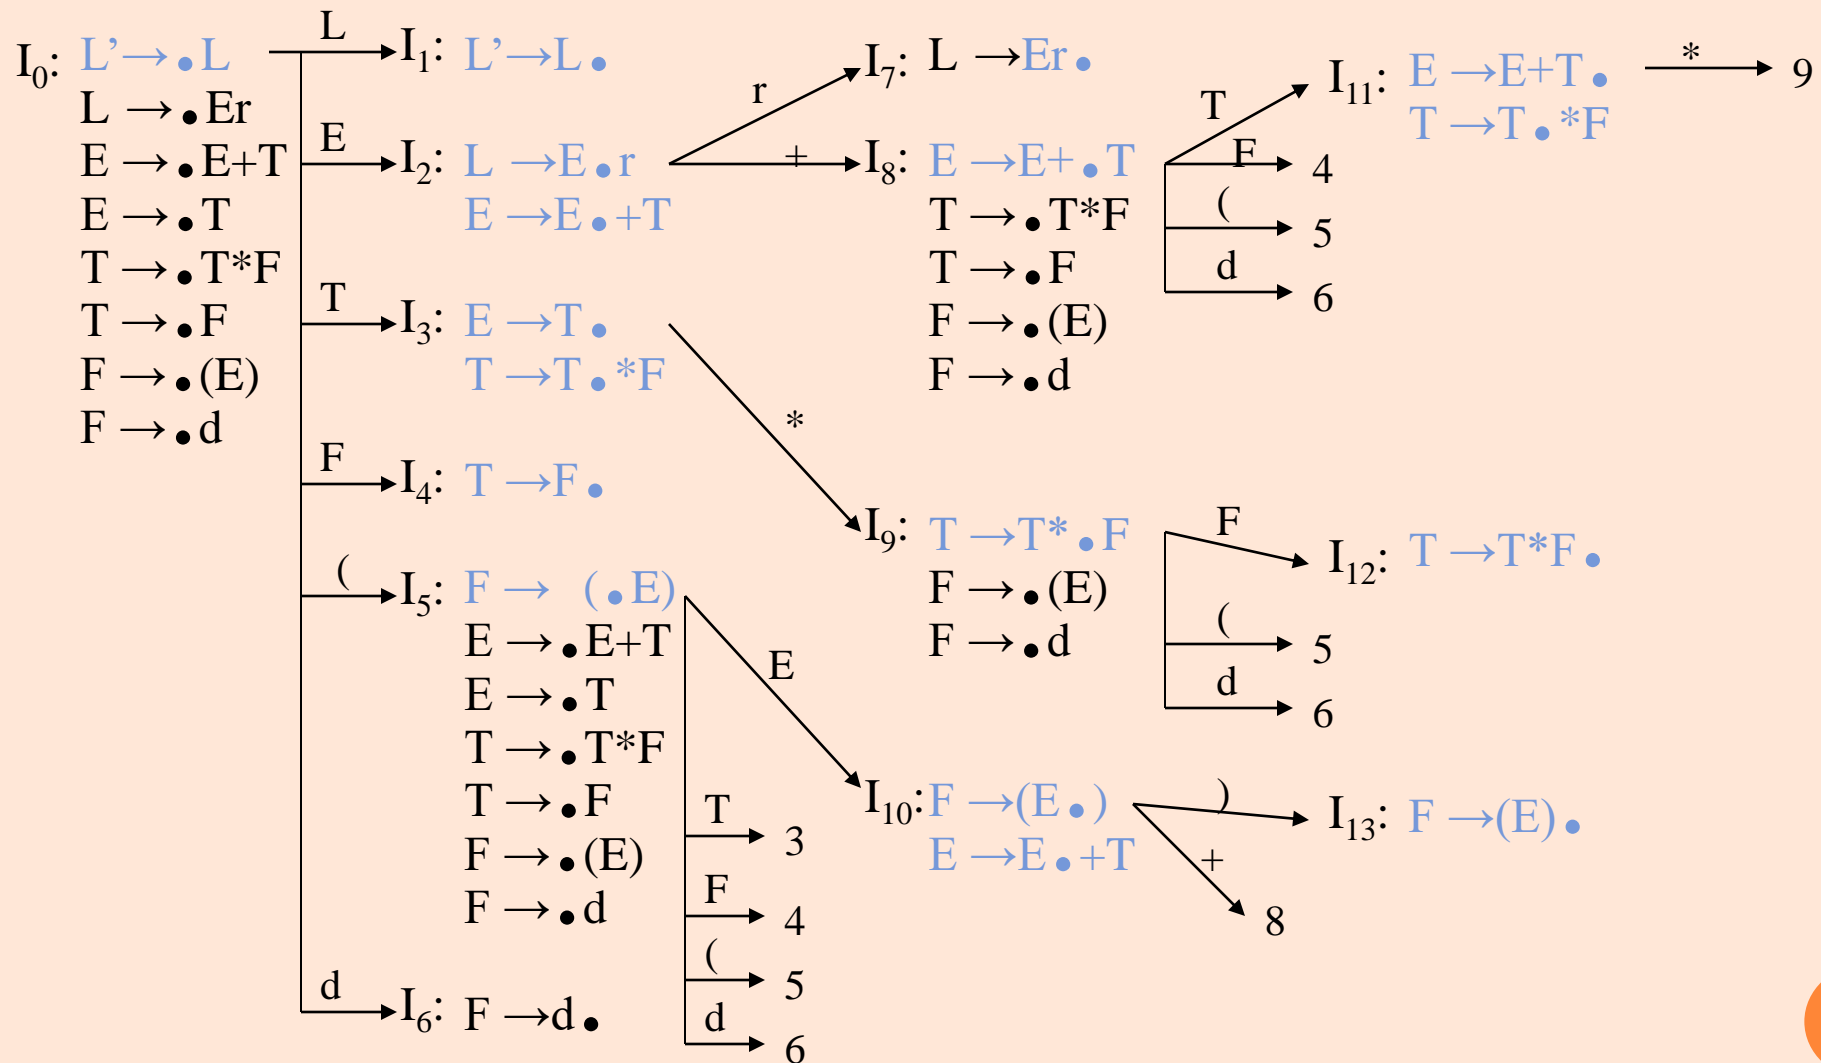 I0: L’→•L
L →•Er
E →•E+T
E →•T
T →•T*F
T →•F
F →•(E)
F →•d
L
E
T
F
(
d
I1: L’→L•
I2: L →E•r
E →E•+T
I3: E →T•
T →T•*F
I4: T →F•
I5: F → (•E)
E →•E+T
E →•T
T →•T*F
T →•F
F →•(E)
F →•d
I6: F →d•
r
+
*
E
T 3
F 4
( 5
d 6
I7: L →Er•
I8: E →E+•T
T →•T*F
T →•F
F →•(E)
F →•d
I9: T →T*•F
F →•(E)
F →•d
I10: F →(E•)
E →E•+T
T
F 4
( 5
d 6
F
( 5
d 6
)
+ 8
I11: E →E+T•
T →T•*F
* 9
I12: T →T*F•
I13: F →(E)•